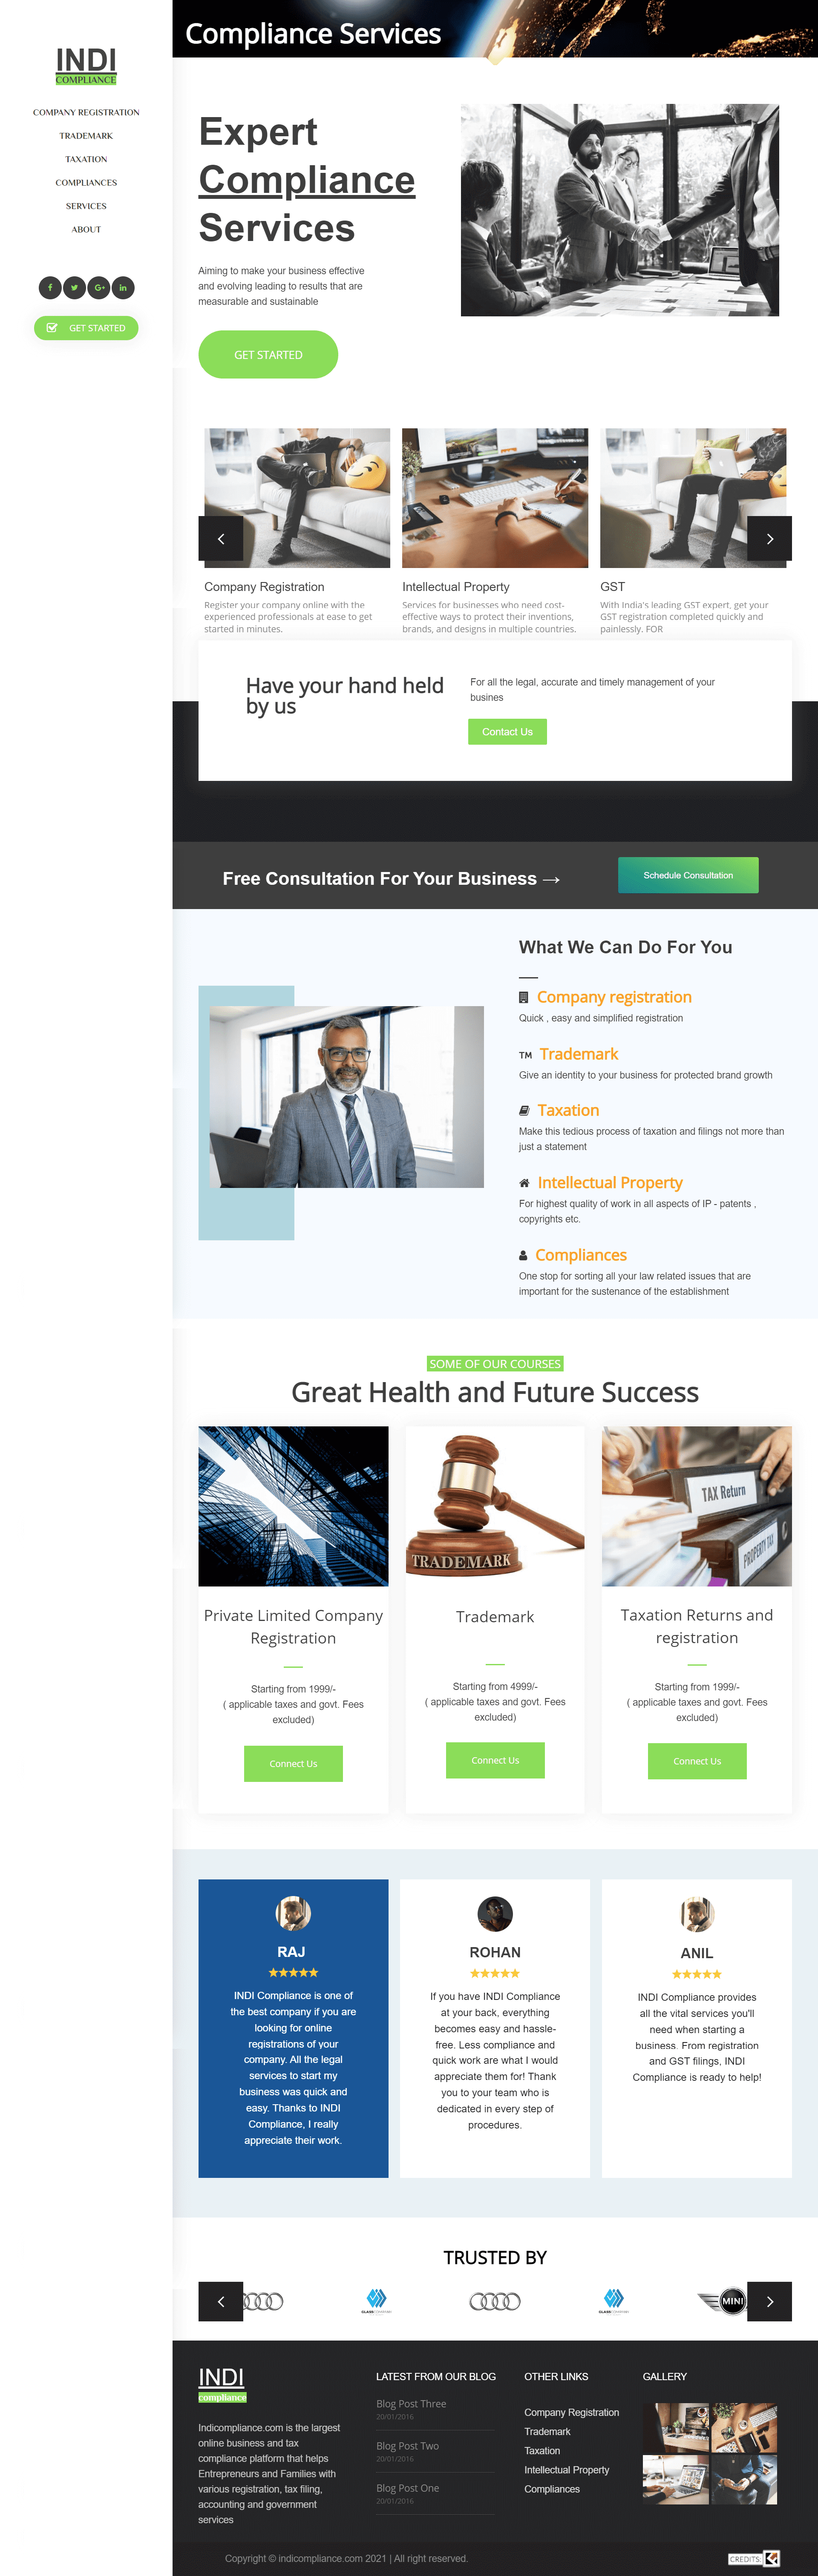 INDI
COMPLIANCE
COMPANY REGISTRATION
TRADEMARK
TAXATION
COMPLIANCES
SERVICES
ABOUT
GET STARTED
Compliance Services
Expert
Compliance
Services
Aiming to make your business effective
and evolving leading to results that are
measurable and sustainable
GET STARTED
Company Registration
Register your company online with the
experienced professionals at ease to get
started in minutes.
Intellectual Property
Services for businesses who need cost-
effective ways to protect their inventions,
brands, and designs in multiple countries.
GST
With India's leading GST expert, get your
GST registration completed quickly and
painlessly. FOR
Have your hand held
by us
For all the legal, accurate and timely management of your
busines
Contact Us
Free Consultation For Your Business →
Schedule Consultation
What We Can Do For You
Company registration
Quick , easy and simplified registration
TM Trademark
Give an identity to your business for protected brand growth
Taxation
Make this tedious process of taxation and filings not more than
just a statement
Intellectual Property
For highest quality of work in all aspects of IP - patents ,
copyrights etc.
Compliances
One stop for sorting all your law related issues that are
important for the sustenance of the establishment
SOME OF OUR COURSES
Great Health and Future Success
TRADEMARK
TAX Return
PROPERTY TAX
Private Limited Company
Registration
Starting from 1999/-
( applicable taxes and govt. Fees
excluded)
Connect Us
Trademark
Starting from 4999/-
( applicable taxes and govt. Fees
excluded)
Connect Us
Taxation Returns and
registration
Starting from 1999/-
( applicable taxes and govt. Fees
excluded)
Connect Us
RAJ
INDI Compliance is one of
the best company if you are
looking for online
registrations of your
company. All the legal
services to start my
business was quick and
easy. Thanks to INDI
Compliance, I really
appreciate their work.
ROHAN
If you have INDI Compliance
at your back, everything
becomes easy and hassle-
free. Less compliance and
quick work are what I would
appreciate them for! Thank
you to your team who is
dedicated in every step of
procedures.
ANIL
INDI Compliance provides
all the vital services you'll
need when starting a
business. From registration
and GST filings, INDI
Compliance is ready to help!
TRUSTED BY
MINI
INDI
compliance
Indicompliance.com is the largest
online business and tax
compliance platform that helps
Entrepreneurs and Families with
various registration, tax filing,
accounting and government
services
LATEST FROM OUR BLOG
Blog Post Three
20/01/2016
Blog Post Two
20/01/2016
Blog Post One
20/01/2016
OTHER LINKS
Company Registration
Trademark
Taxation
Intellectual Property
Compliances
GALLERY
Copyright © indicompliance.com 2021 | All right reserved.
CREDITS: